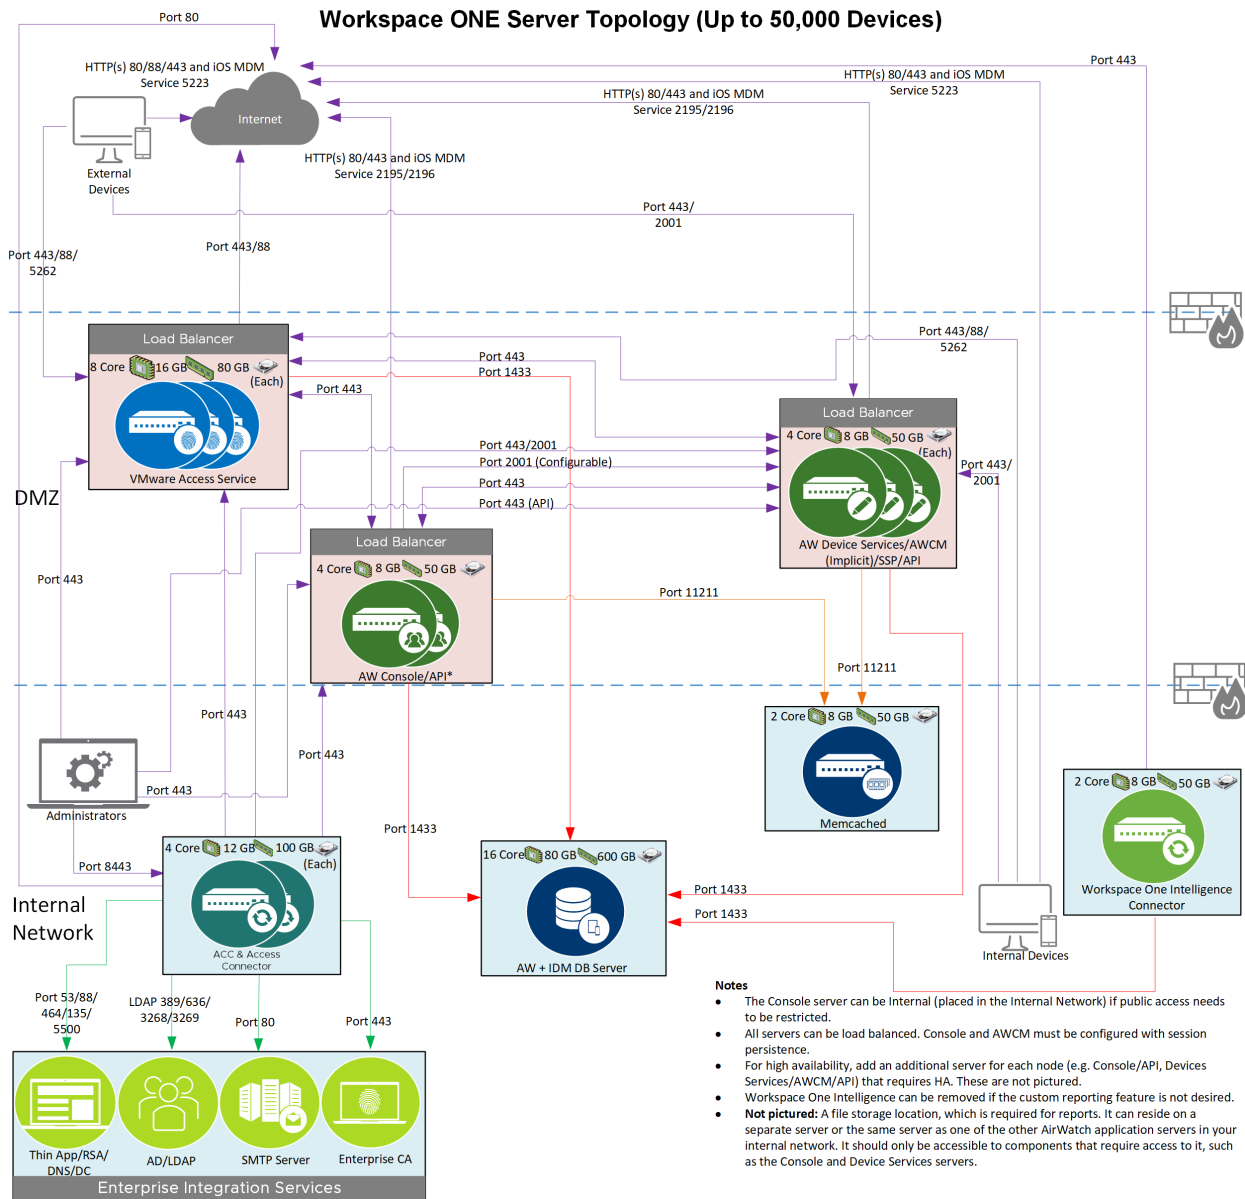 Workspace ONE Server Topology (Up to 50,000 Devices)
Port 80
HTTP(s) 80/88/443 and iOS MDM
Service 5223
Port 443
HTTP(s) 80/443 and iOS MDM
Service 5223
HTTP(s) 80/443 and iOS MDM
Service 2195/2196
Internet
HTTP(s) 80/443 and iOS MDM
Service 2195/2196
External
Devices
Port 443/
2001
Port 443/88/
5262
Port 443/88
Load Balancer
8 Core
16 GB
80 GB
(Each)
VMware Access Service
Port 443
Port 1433
Port 443
Port 443/88/
5262
Load Balancer
4 Core
8 GB
50 GB
(Each)
AW Device Services/AWCM
(Implicit)/SSP/API
Port 443/2001
Port 2001 (Configurable)
Port 443
Port 443 (API)
Port 443/
2001
DMZ
Port 443
Load Balancer
4 Core
8 GB
50 GB
AW Console/API*
Port 11211
Port 11211
Port 443
Port 443
2 Core
8 GB
50 GB
Memcached
2 Core
8 GB
50 GB
Workspace One Intelligence
Connector
Administrators
Port 443
Port 8443
Port 1433
4 Core
12 GB
100 GB
(Each)
ACC & Access
Connector
16 Core
80 GB
600 GB
AW + IDM DB Server
Port 1433
Port 1433
Internal Devices
Internal
Network
Port 53/88/
464/135/
5500
LDAP 389/636/
3268/3269
Port 80
Port 443
Thin App/RSA/
DNS/DC
AD/LDAP
SMTP Server
Enterprise CA
Enterprise Integration Services
Notes
• The Console server can be Internal (placed in the Internal Network) if public access needs
to be restricted.
• All servers can be load balanced. Console and AWCM must be configured with session
persistence.
• For high availability, add an additional server for each node (e.g. Console/API, Devices
Services/AWCM/API) that requires HA. These are not pictured.
• Workspace One Intelligence can be removed if the custom reporting feature is not desired.
• Not pictured: A file storage location, which is required for reports. It can reside on a
separate server or the same server as one of the other AirWatch application servers in your
internal network. It should only be accessible to components that require access to it, such
as the Console and Device Services servers.